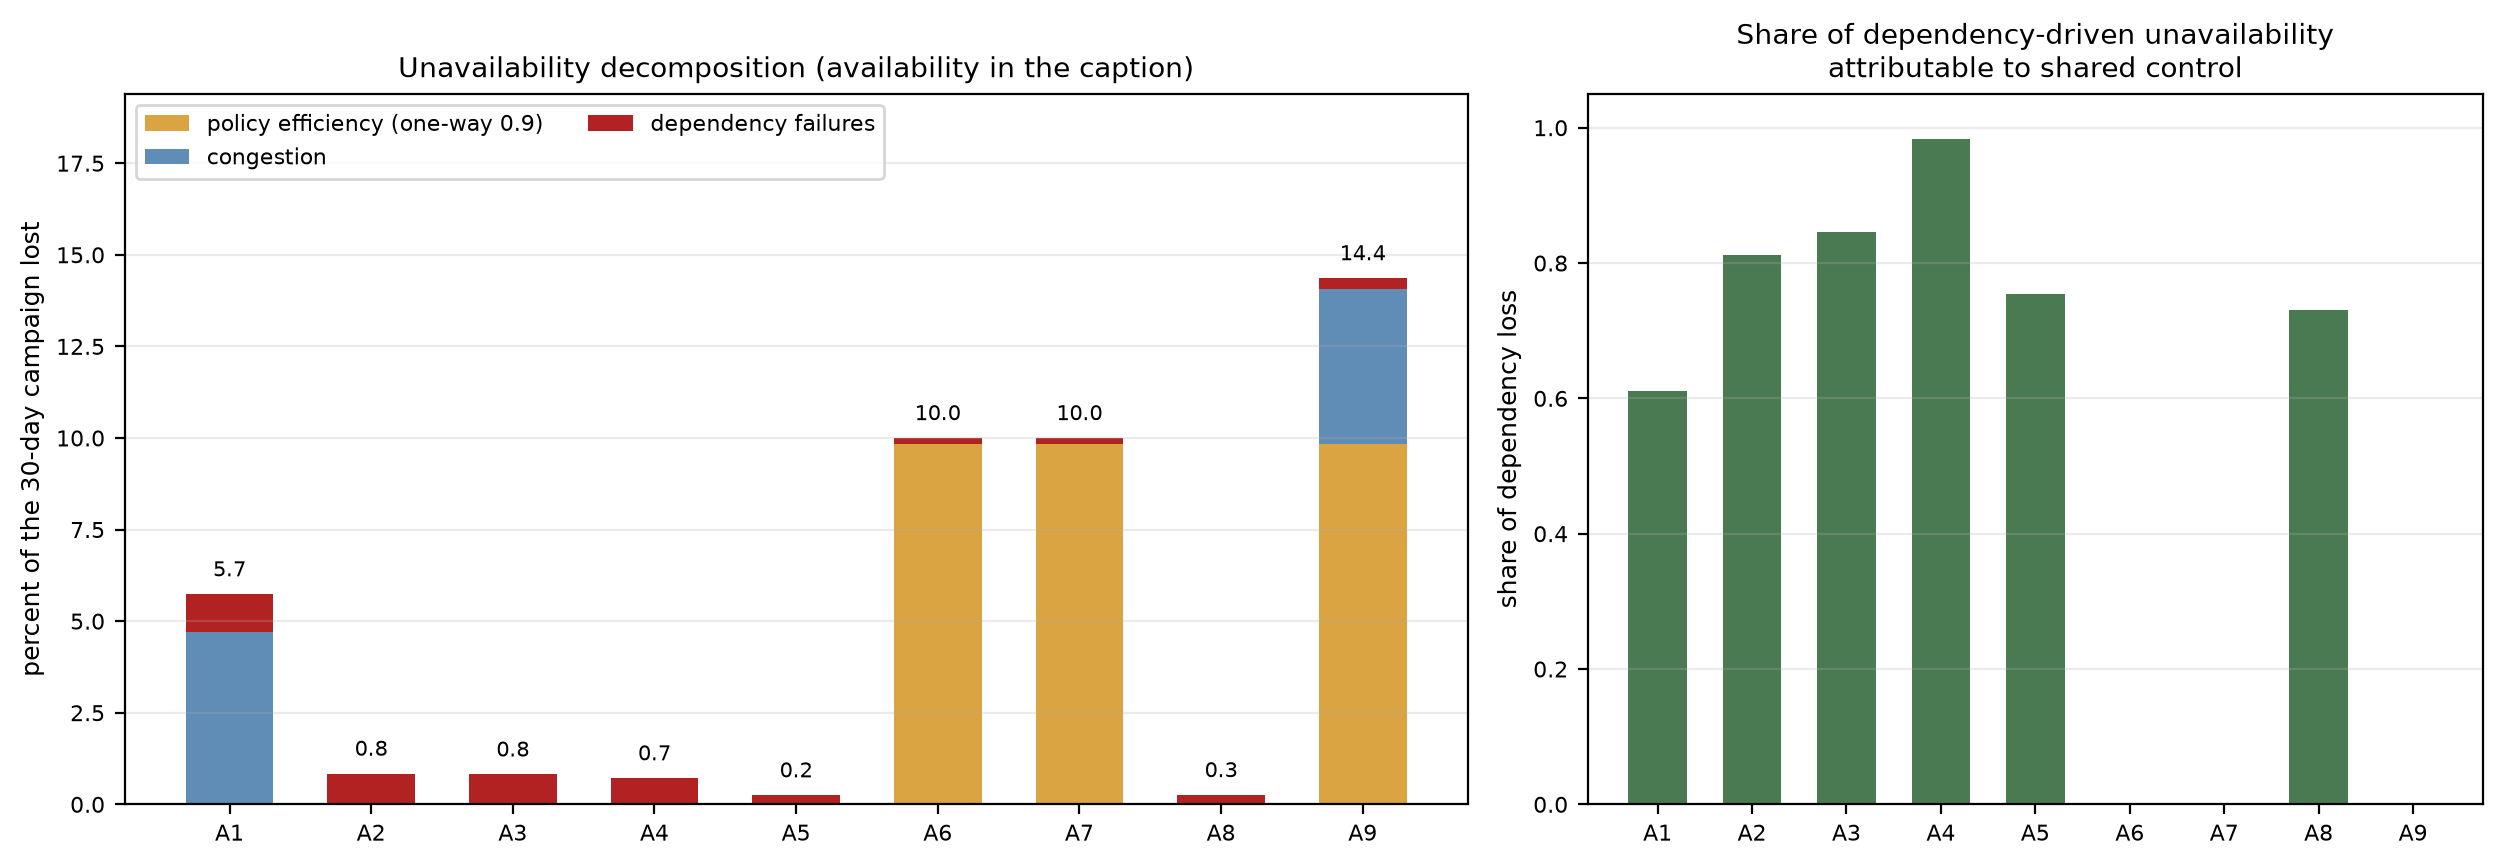 Unavailability decomposition (availability in the caption)
policy efficiency (one-way 0.9)
congestion
dependency failures
percent of the 30-day campaign lost
17.5
15.0
12.5
10.0
7.5
5.0
2.5
0.0
5.7
0.8
0.8
0.7
0.2
10.0
10.0
0.3
14.4
A1 A2 A3 A4 A5 A6 A7 A8 A9
Share of dependency-driven unavailability
attributable to shared control
share of dependency loss
1.0
0.8
0.6
0.4
0.2
0.0
A1 A2 A3 A4 A5 A6 A7 A8 A9